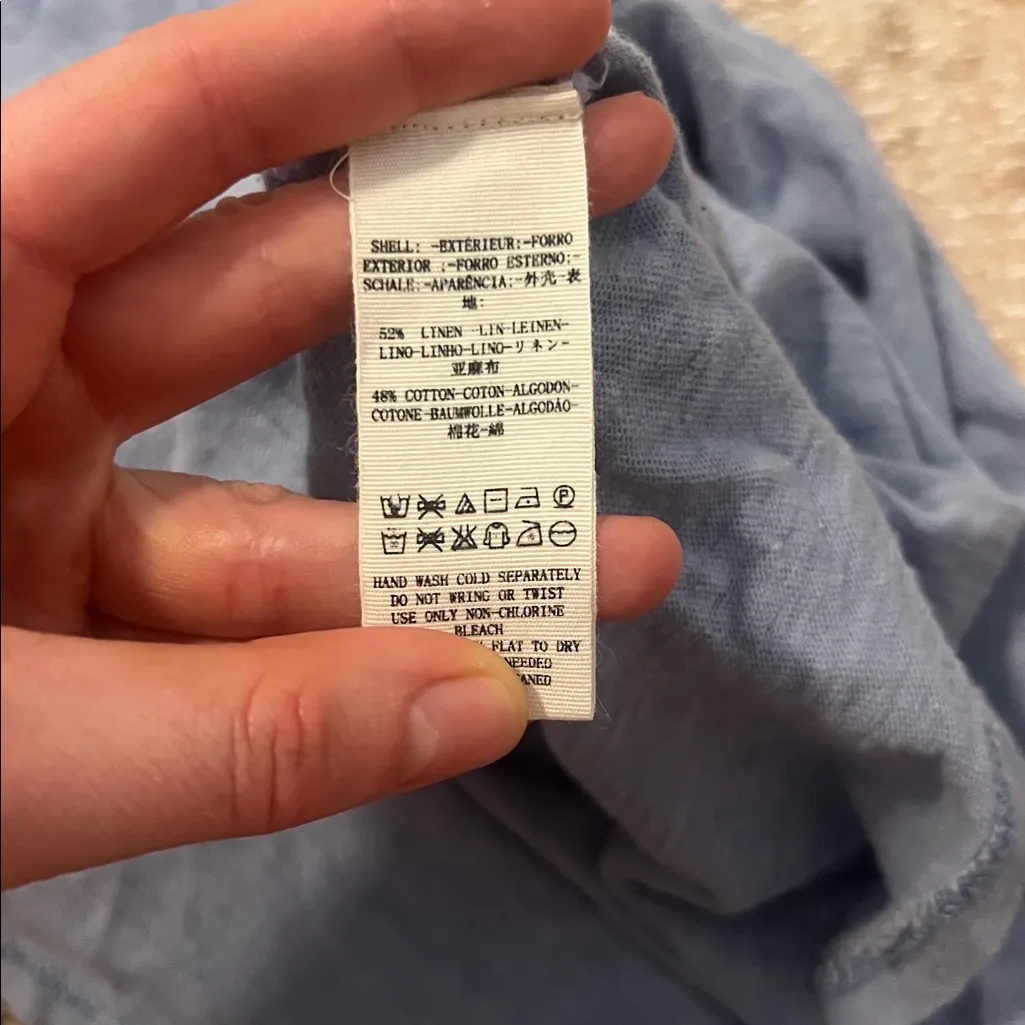 SHELL: -EXTÉRIEUR:-FORRO
EXTERIOR :-FORRO ESTERNO:-
SCHALE:-APARÊNCIA:-外壳-表
地:
52% LINEN -LIN-LEINEN-
LINO-LINHO-LINO-リネン-
亚麻布
48% COTTON-COTON-ALGODON-
COTONE-BAUMWOLLE-ALGODÃO-
棉花-綿
P
HAND WASH COLD SEPARATELY
DO NOT WRING OR TWIST
USE ONLY NON-CHLORINE
BLEACH
FLAT TO DRY
NEEDED